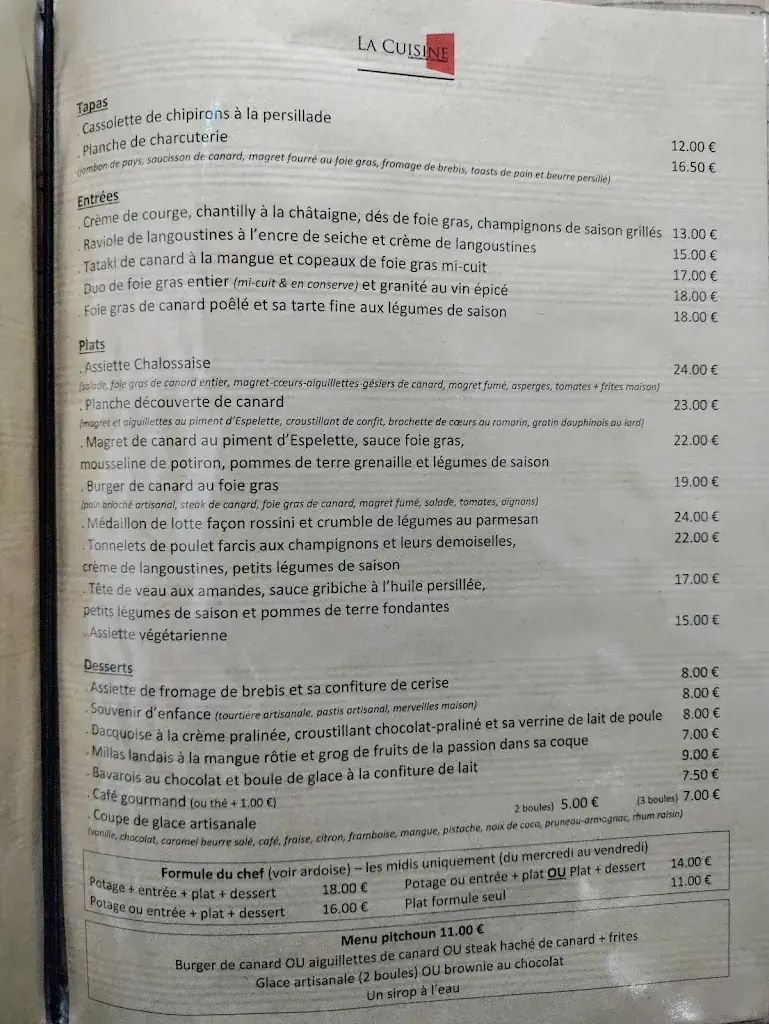 LA CUISINE
Tapas
. Cassolette de chipirons à la persillade 12.00 €
. Planche de charcuterie 16.50 €
(jambon de pays, saucisson de canard, magret fourré au foie gras, fromage de brebis, toasts de pain et beurre persillé)
Entrées
. Crème de courge, chantilly à la châtaigne, dés de foie gras, champignons de saison grillés 13.00 €
. Raviole de langoustines à l'encre de seiche et crème de langoustines 15.00 €
. Tataki de canard à la mangue et copeaux de foie gras mi-cuit 17.00 €
. Duo de foie gras entier (mi-cuit & en conserve) et granité au vin épicé 18.00 €
. Foie gras de canard poêlé et sa tarte fine aux légumes de saison 18.00 €
Plats
. Assiette Chalossaise 24.00 €
(salade, foie gras de canard entier, magret-cœurs-aiguillettes-gésiers de canard, magret fumé, asperges, tomates + frites maison)
. Planche découverte de canard 23.00 €
(magret et aiguillettes au piment d'Espelette, croustillant de confit, brochette de cœurs au romarin, gratin dauphinois au lard)
. Magret de canard au piment d'Espelette, sauce foie gras, 22.00 €
mousseline de potiron, pommes de terre grenaille et légumes de saison
. Burger de canard au foie gras 19.00 €
(pain brioché artisanal, steak de canard, foie gras de canard, magret fumé, salade, tomates, oignons)
. Médaillon de lotte façon rossini et crumble de légumes au parmesan 24.00 €
. Tonnelets de poulet farcis aux champignons et leurs demoiselles, 22.00 €
crème de langoustines, petits légumes de saison
. Tête de veau aux amandes, sauce gribiche à l'huile persillée, 17.00 €
petits légumes de saison et pommes de terre fondantes
. Assiette végétarienne 15.00 €
Desserts
. Assiette de fromage de brebis et sa confiture de cerise 8.00 €
. Souvenir d'enfance (tourtière artisanale, pastis artisanal, merveilles maison) 8.00 €
. Dacquoise à la crème pralinée, croustillant chocolat-praliné et sa verrine de lait de poule 8.00 €
. Millas landais à la mangue rôtie et grog de fruits de la passion dans sa coque 7.00 €
. Bavarois au chocolat et boule de glace à la confiture de lait 9.00 €
. Café gourmand (ou thé + 1.00 €) 7.50 €
. Coupe de glace artisanale 2 boules) 5.00 € (3 boules) 7.00 €
(vanille, chocolat, caramel beurre salé, café, fraise, citron, framboise, mangue, pistache, noix de coco, pruneau-armagnac, rhum raisin)
Formule du chef (voir ardoise) – les midis uniquement (du mercredi au vendredi)
Potage + entrée + plat + dessert 18.00 € Potage ou entrée + plat OU Plat + dessert 14.00 €
Potage ou entrée + plat + dessert 16.00 € Plat formule seul 11.00 €
Menu pitchoun 11.00 €
Burger de canard OU aiguillettes de canard OU steak haché de canard + frites
Glace artisanale (2 boules) OU brownie au chocolat
Un sirop à l'eau